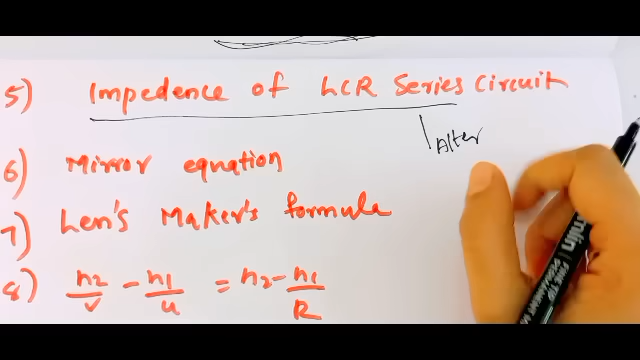 5) Impedence of LCR Series Circuit
Alter
6) Mirror equation
7) Len's Maker's formula
8) n2/v - n1/u = n2 - n1/R
mlin